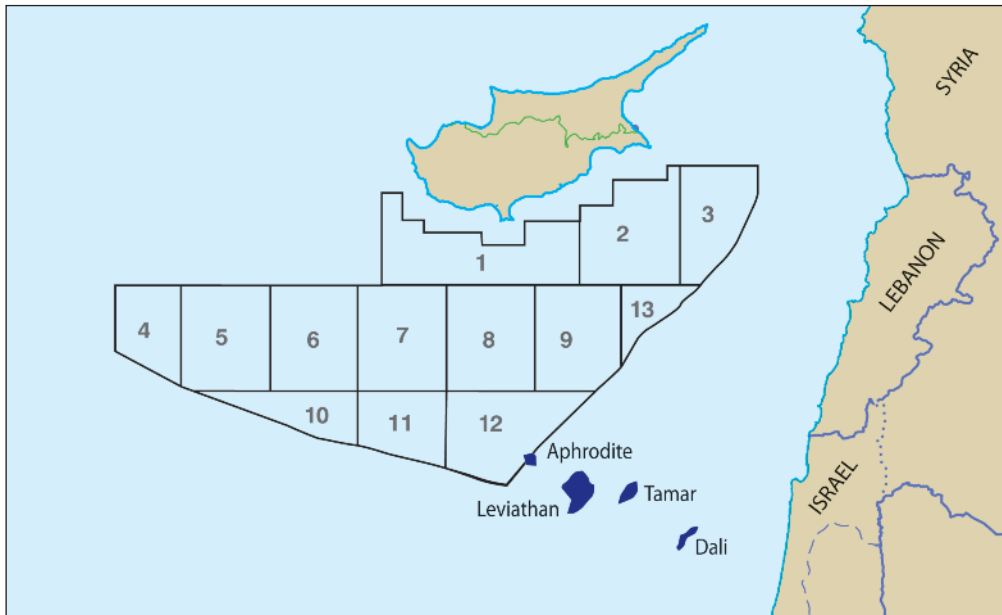 SYRIA
LEBANON
ISRAEL
1
2
3
4
5
6
7
8
9
13
10
11
12
Aphrodite
Leviathan
Tamar
Dali